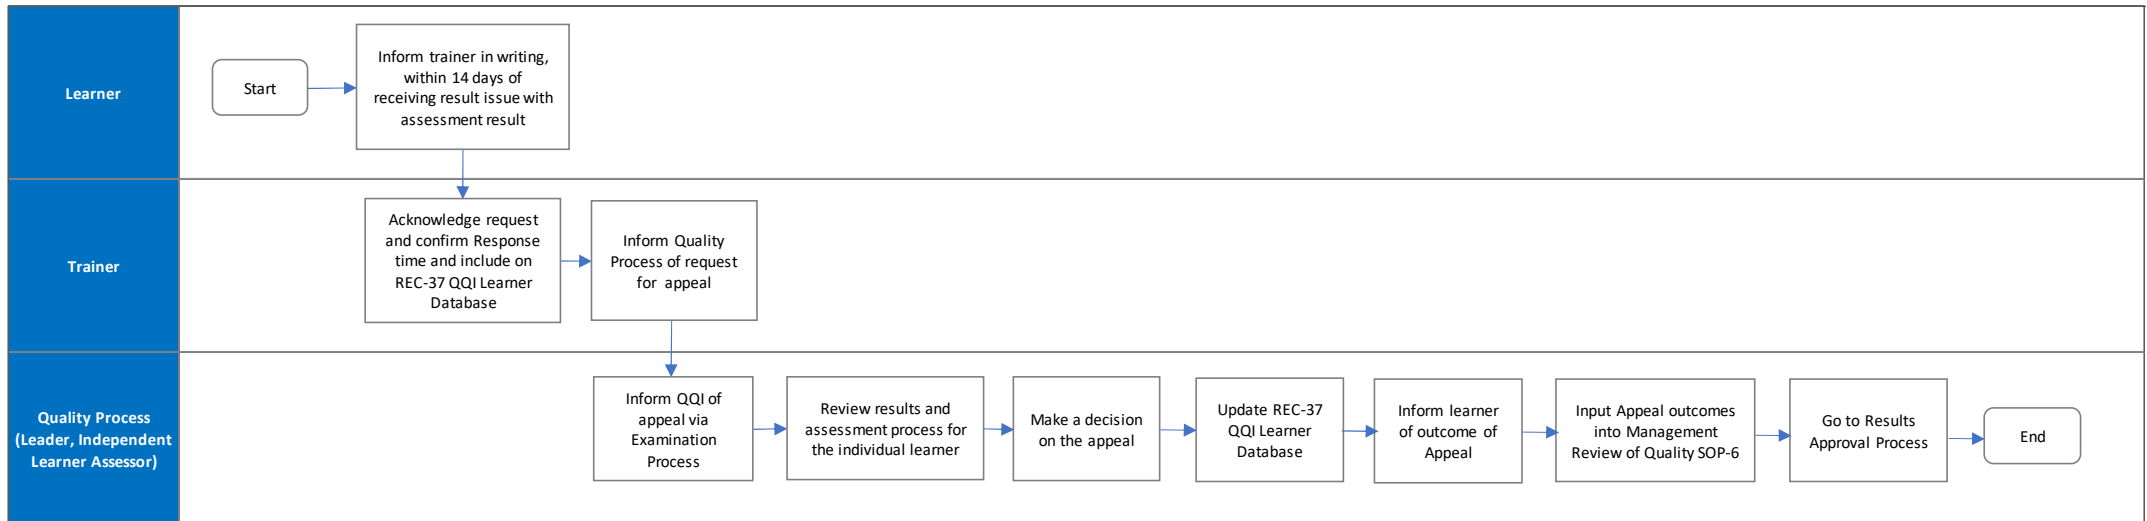 Learner
Start
Inform trainer in writing,
within 14 days of
receiving result issue with
assessment result
Trainer
Acknowledge request
and confirm Response
time and include on
REC-37 QQI Learner
Database
Inform Quality
Process of request
for appeal
Quality Process
(Leader, Independent
Learner Assessor)
Inform QQI of
appeal via
Examination
Process
Review results and
assessment process for
the individual learner
Make a decision
on the appeal
Update REC-37
QQI Learner
Database
Inform learner
of outcome of
Appeal
Input Appeal outcomes
into Management
Review of Quality SOP-6
Go to Results
Approval Process
End